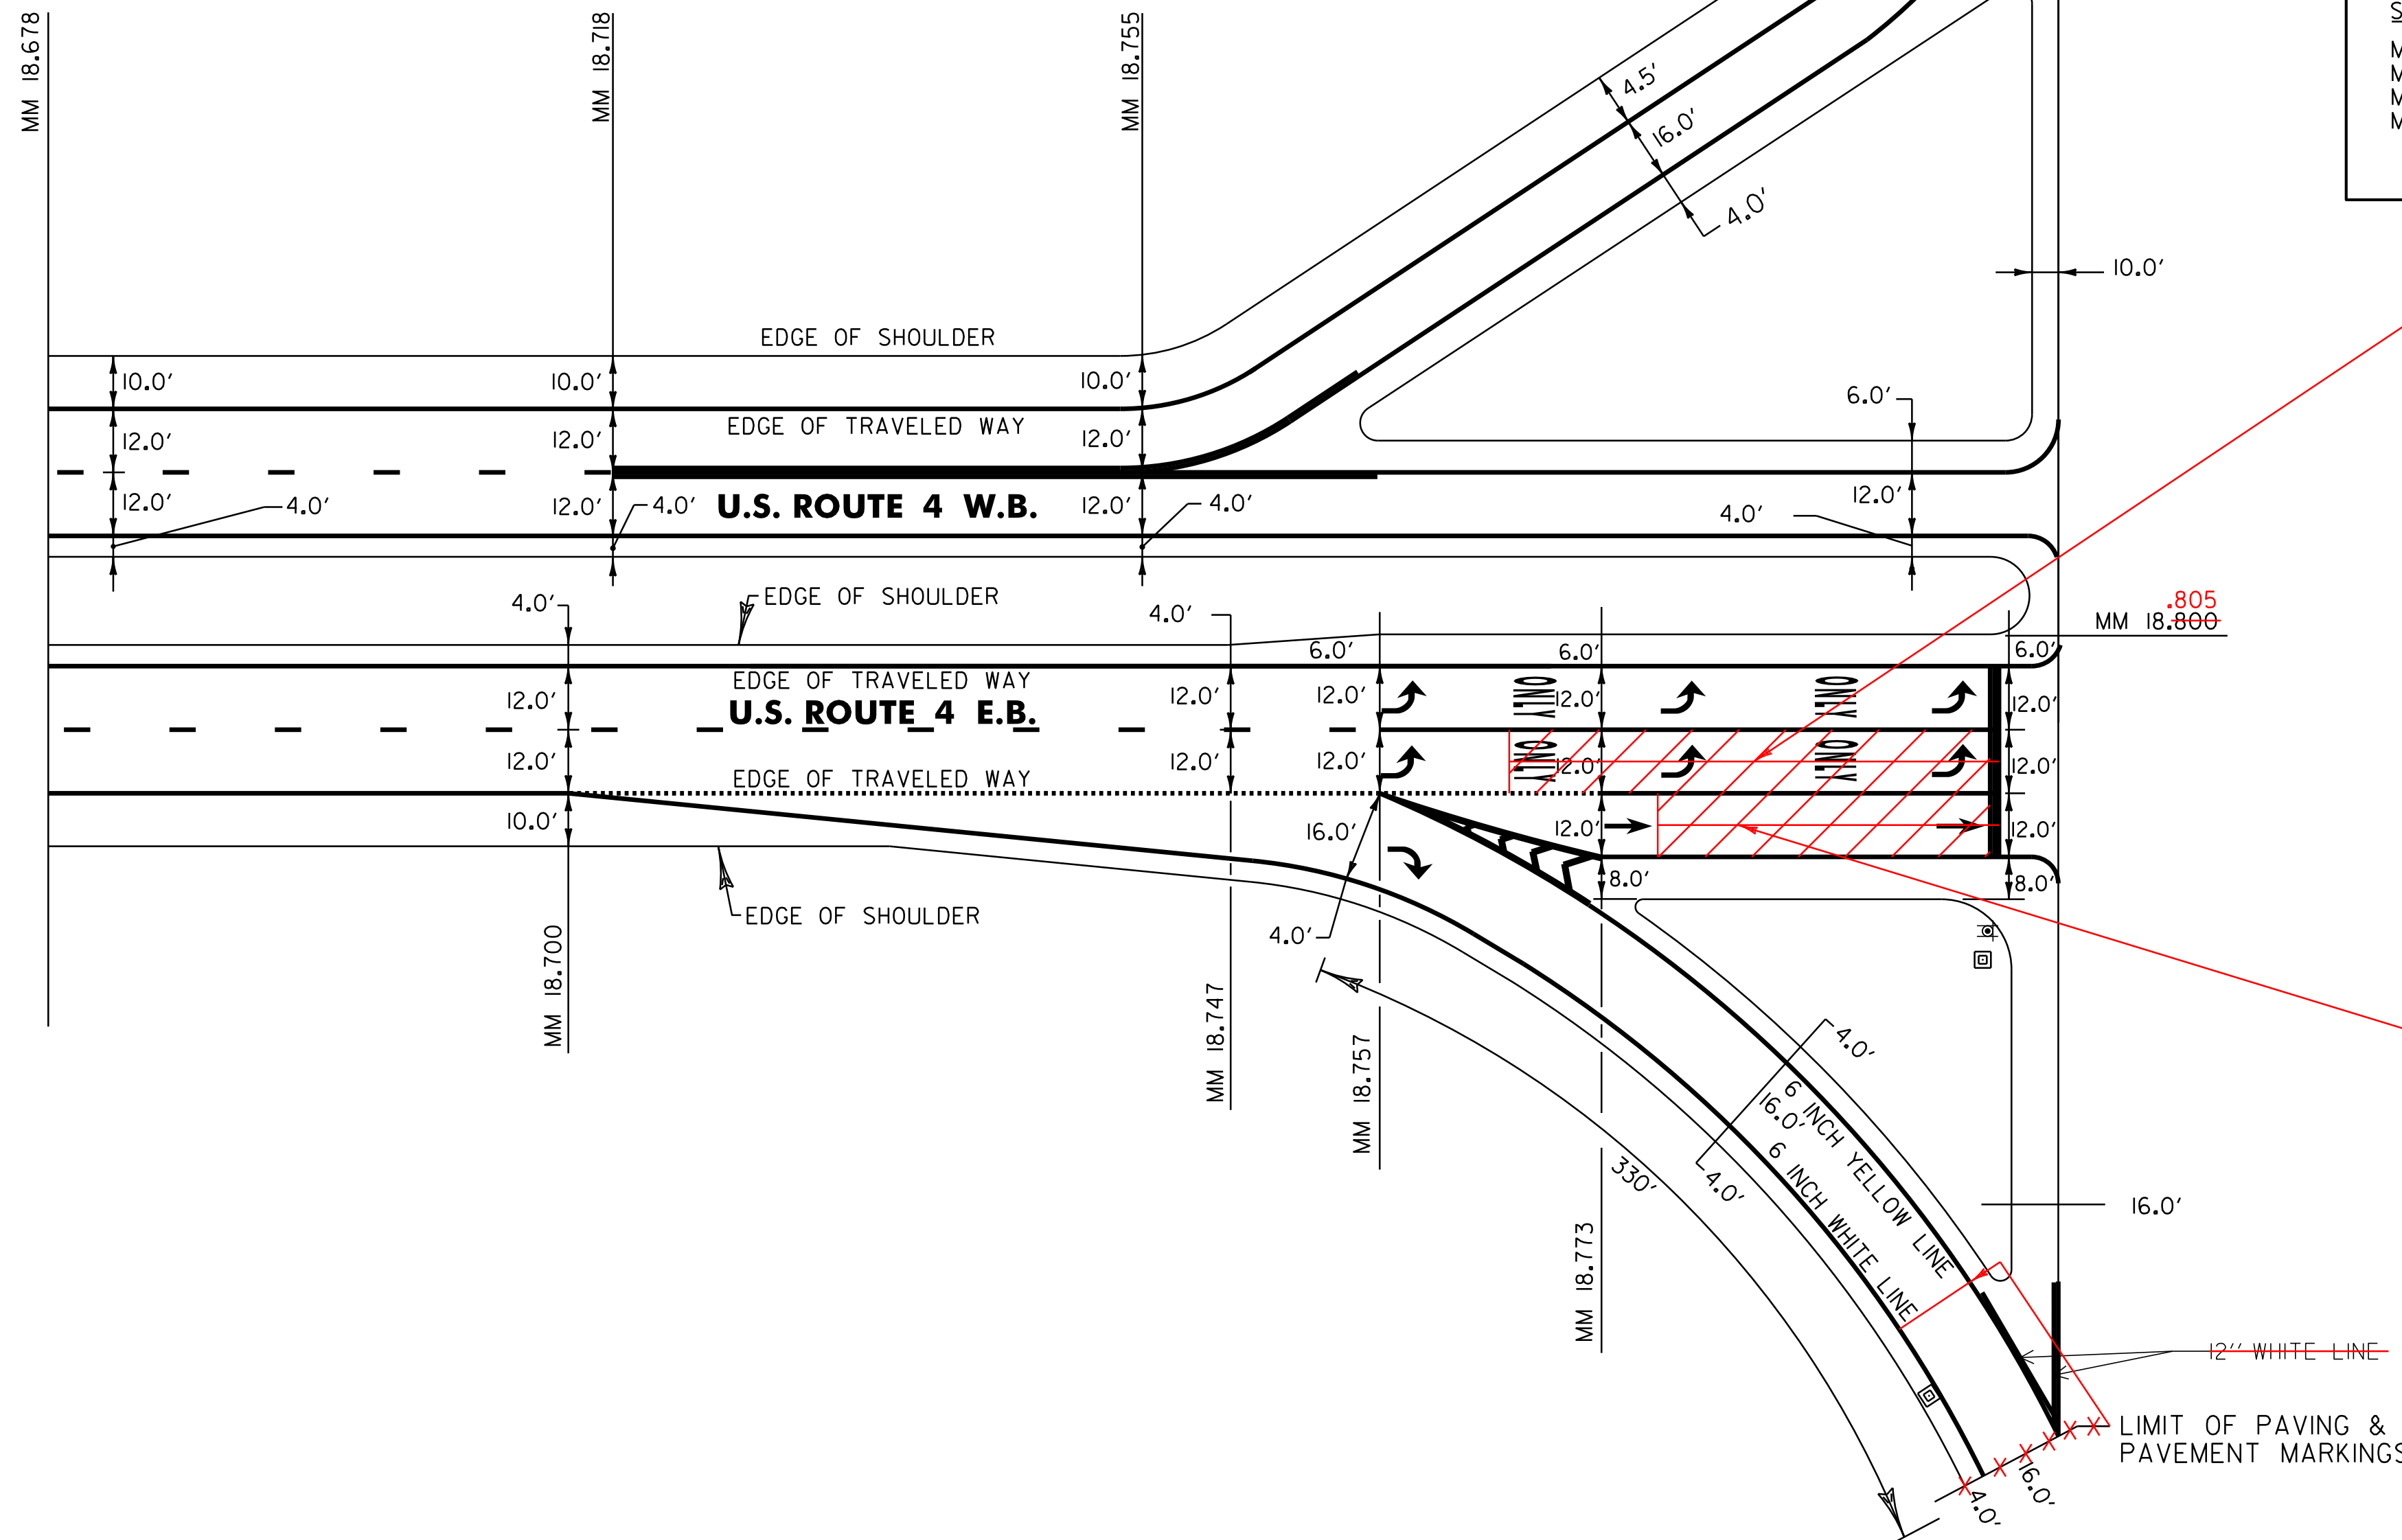 MM 18.678
MM 18.718
MM 18.755
S
M
M
M
M
4.5'
16.0'
4.0'
10.0'
EDGE OF SHOULDER
10.0'
10.0'
10.0'
6.0'
EDGE OF TRAVELED WAY
12.0'
12.0'
12.0'
12.0'
4.0'
12.0'
4.0'
U.S. ROUTE 4 W.B.
12.0'
4.0'
4.0'
12.0'
4.0'
EDGE OF SHOULDER
4.0'
.805
MM 18.800
6.0'
6.0'
6.0'
EDGE OF TRAVELED WAY
12.0'
12.0'
12.0'
ONLY
12.0'
ONLY
12.0'
U.S. ROUTE 4 E.B.
12.0'
12.0'
12.0'
ONLY
12.0'
ONLY
12.0'
EDGE OF TRAVELED WAY
10.0'
16.0'
12.0'
12.0'
8.0'
8.0'
EDGE OF SHOULDER
4.0'
MM 18.700
MM 18.747
MM 18.757
MM 18.773
4.0'
6 INCH YELLOW LINE
16.0'
6 INCH WHITE LINE
4.0'
330'
16.0'
12" WHITE LINE
LIMIT OF PAVING &
PAVEMENT MARKINGS
16.0'
4.0'